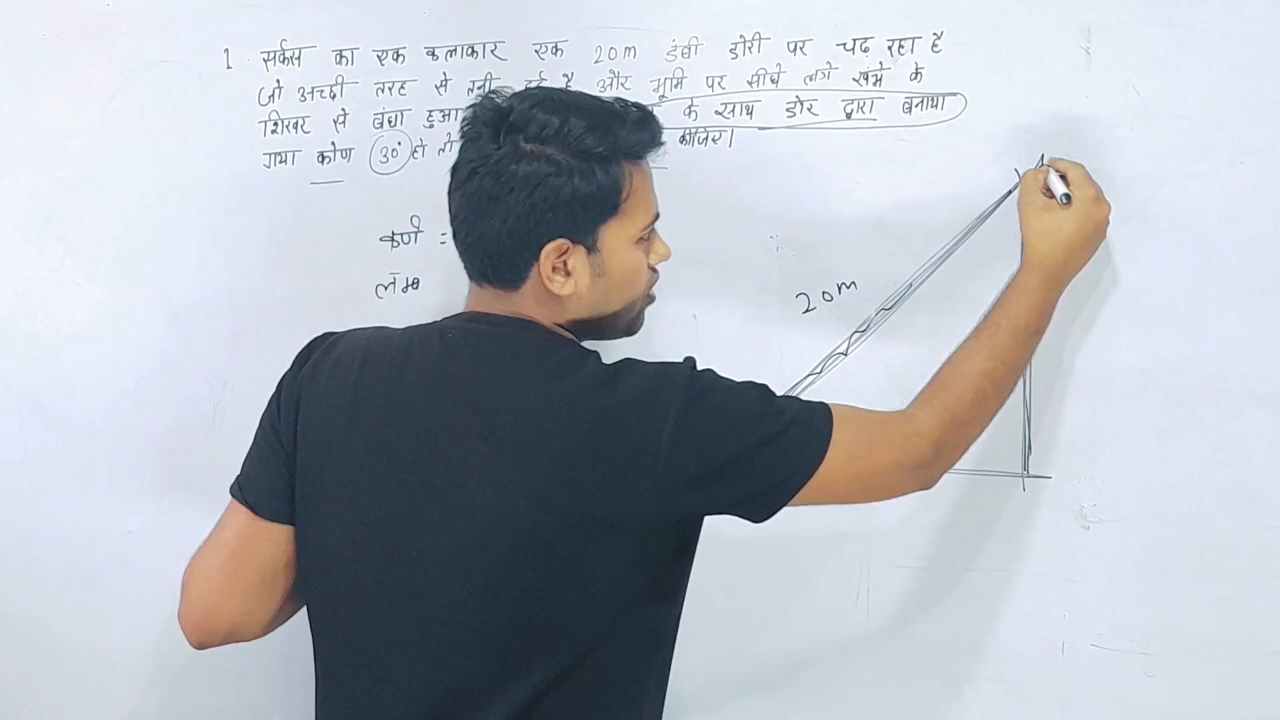 1. सर्कस का एक कलाकार एक 20m डंबी डोरी पर चढ़ रहा है
जो अच्छी तरह से तनी हुई है और भूमि पर सीधे लगे खंभे के
शिखर से बंधा हुआ के साथ डोर द्वारा बनाया
गया कोण 30° हो तो कीजिए।
कर्ण =
लम्ब
20m
A